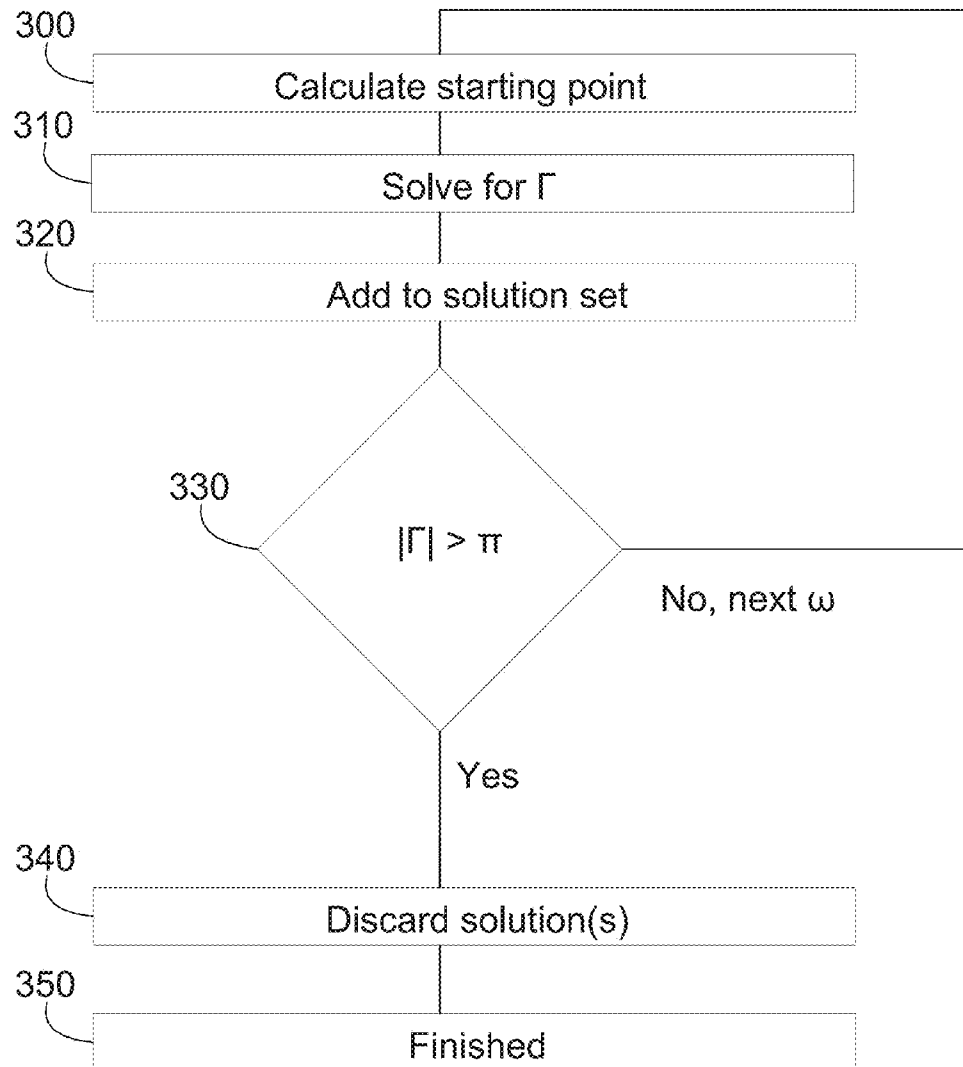 300
Calculate starting point
310
Solve for Γ
320
Add to solution set
330
|Γ| > π
No, next ω
Yes
340
Discard solution(s)
350
Finished